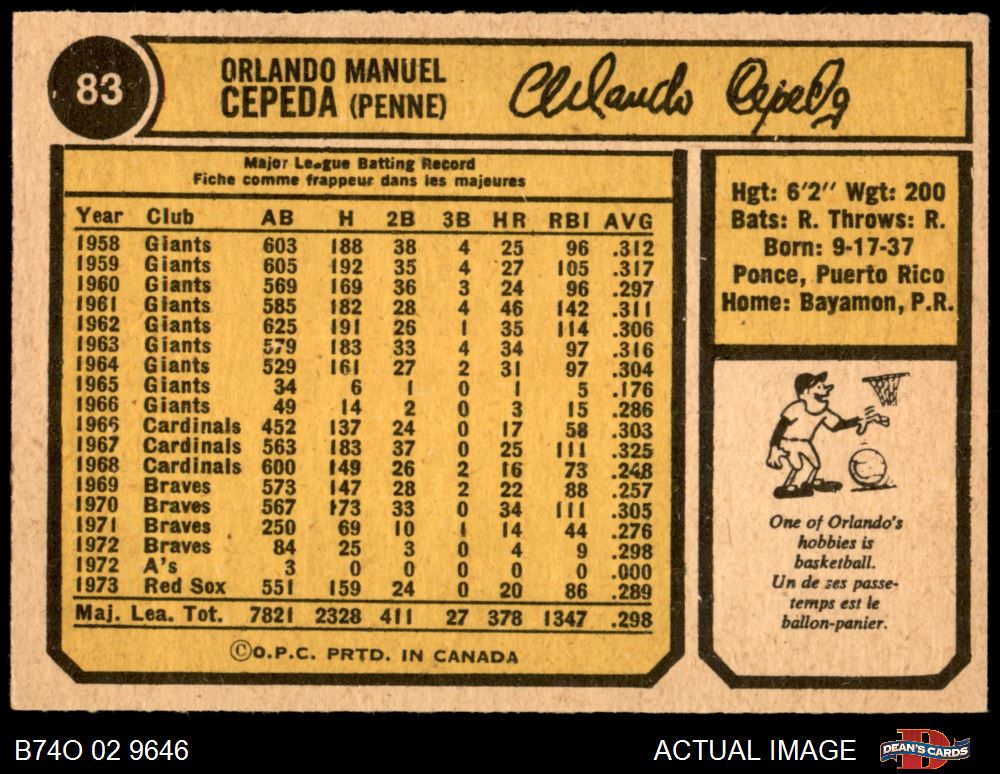 83
ORLANDO MANUEL
CEPEDA (PENNE)
Orlando Cepeda
Major League Batting Record
Fiche comme frappeur dans les majeures
Year Club AB H 2B 3B HR RBI AVG
1958 Giants 603 188 38 4 25 96 .312
1959 Giants 605 192 35 4 27 105 .317
1960 Giants 569 169 36 3 24 96 .297
1961 Giants 585 182 28 4 46 142 .311
1962 Giants 625 191 26 1 35 114 .306
1963 Giants 579 183 33 4 34 97 .316
1964 Giants 529 161 27 2 31 97 .304
1965 Giants 34 6 1 0 1 5 .176
1966 Giants 49 14 2 0 3 15 .286
1966 Cardinals 452 137 24 0 17 58 .303
1967 Cardinals 563 183 37 0 25 111 .325
1968 Cardinals 600 149 26 2 16 73 .248
1969 Braves 573 147 28 2 22 88 .257
1970 Braves 567 173 33 0 34 111 .305
1971 Braves 250 69 10 1 14 44 .276
1972 Braves 84 25 3 0 4 9 .298
1972 A's 3 0 0 0 0 0 .000
1973 Red Sox 551 159 24 0 20 86 .289
Maj. Lea. Tot. 7821 2328 411 27 378 1347 .298
©O.P.C. PRTD. IN CANADA
Hgt: 6'2" Wgt: 200
Bats: R. Throws: R.
Born: 9-17-37
Ponce, Puerto Rico
Home: Bayamon, P.R.
One of Orlando's
hobbies is
basketball.
Un de ses passe-
temps est le
ballon-panier.
B74O 02 9646
ACTUAL IMAGE
DEAN'S CARDS